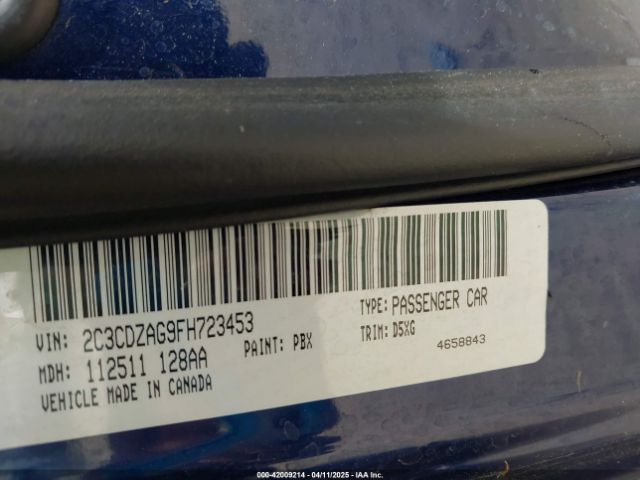 VIN: 2C3CDZAG9FH723453
TYPE: PASSENGER CAR
MDH: 112511 128AA
PAINT: PBX
TRIM: D5XG
VEHICLE MADE IN CANADA
4658843
000-42009214 - 04/11/2025 - IAA Inc.